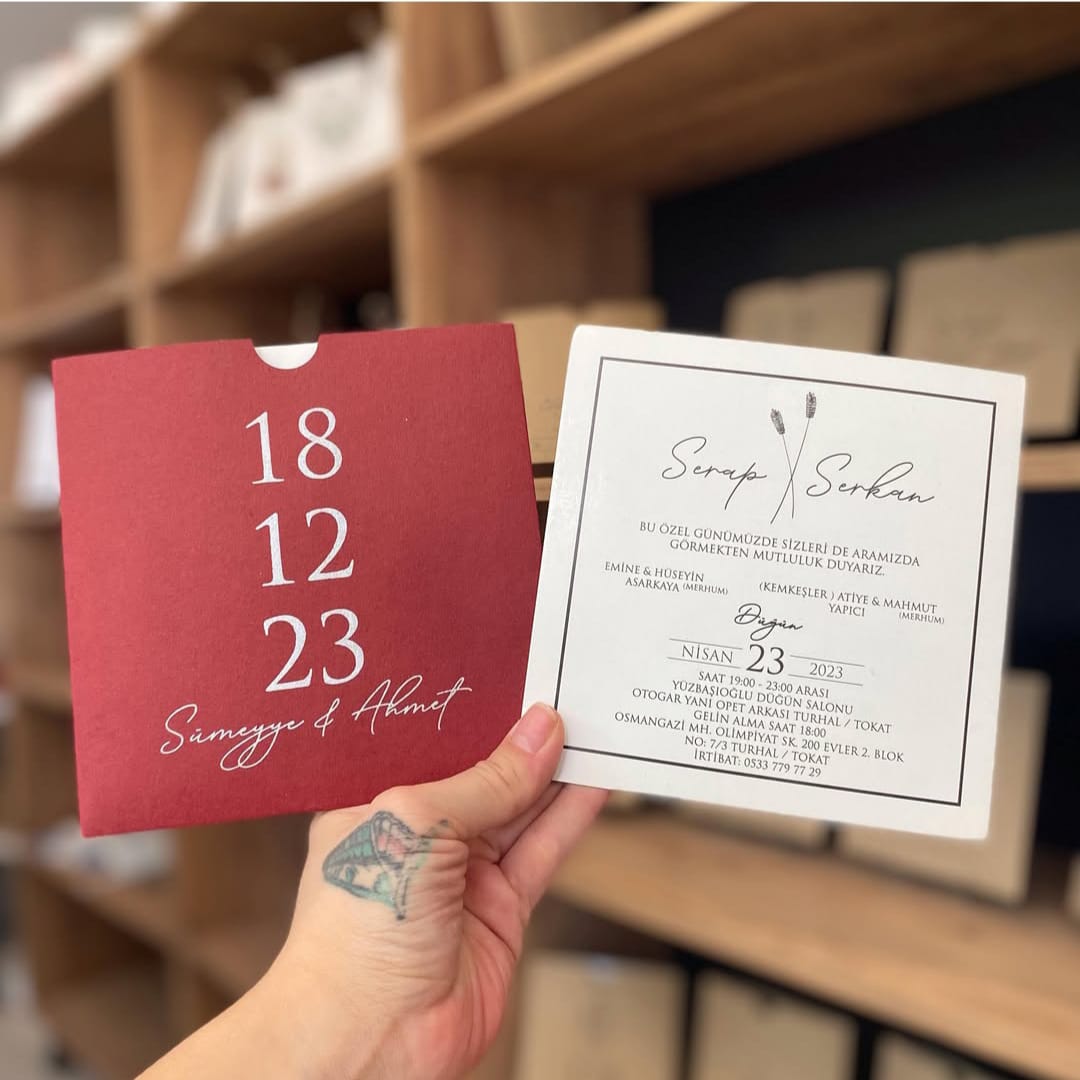 18
12
23
Sümeyye & Ahmet
Serap Serkan
BU ÖZEL GÜNÜMÜZDE SİZLERİ DE ARAMIZDA
GÖRMEKTEN MUTLULUK DUYARIZ.
EMİNE & HÜSEYİN
ASARKAYA (MERHUM)
(KEMKEŞLER ) ATİYE & MAHMUT
YAPICI (MERHUM)
Düğün
NİSAN 23 2023
SAAT 19:00 - 23:00 ARASI
YÜZBAŞIOĞLU DÜĞÜN SALONU
OTOGAR YANI OPET ARKASI TURHAL / TOKAT
GELİN ALMA SAAT 18:00
OSMANGAZİ MH. OLİMPİYAT SK. 200 EVLER 2. BLOK
NO: 7/3 TURHAL / TOKAT
İRTİBAT: 0533 779 77 29